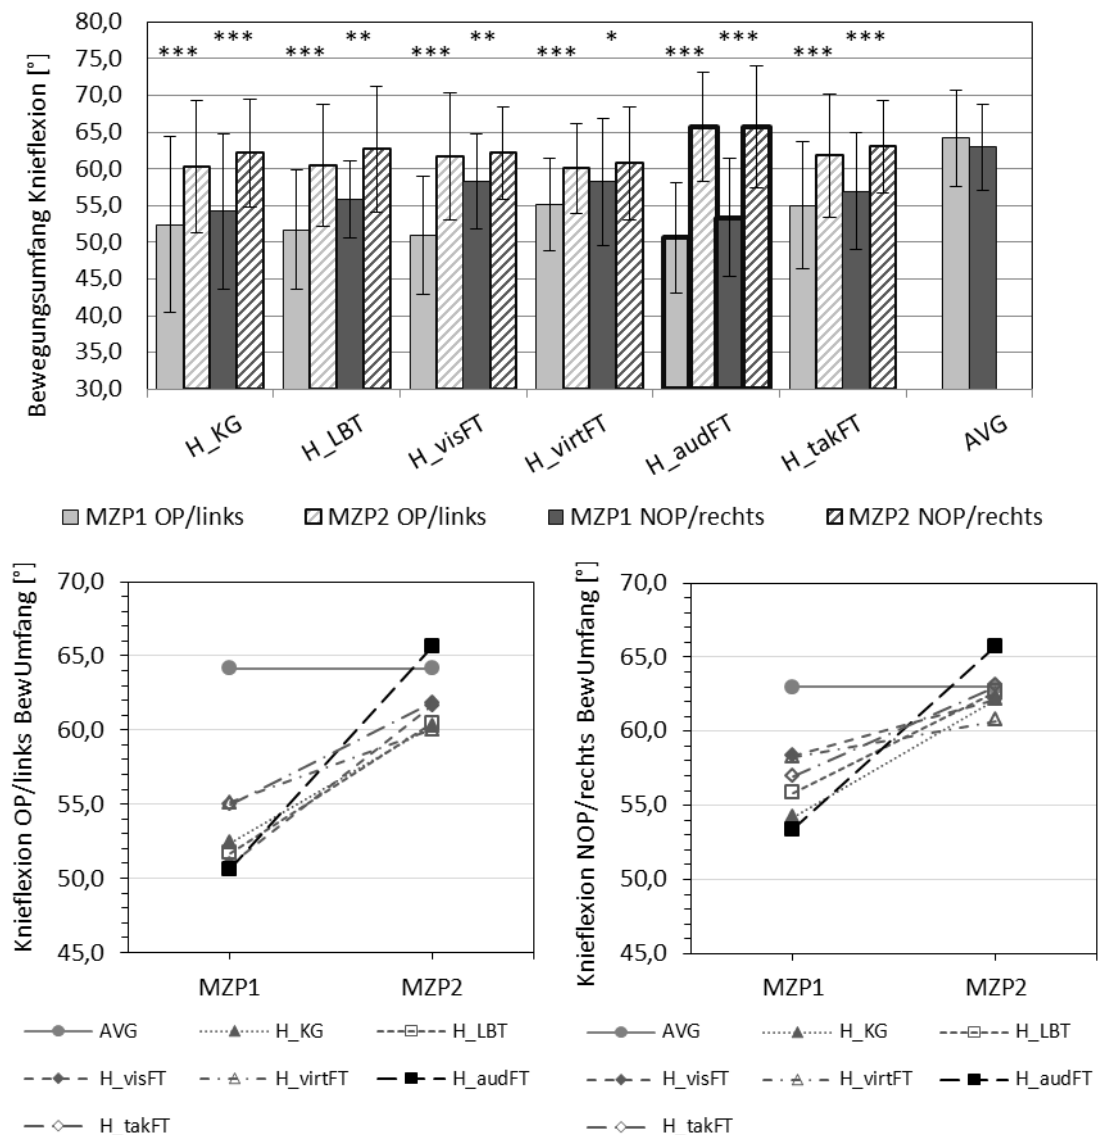 Bewegungsumfang Knieflexion [°]
80,0
75,0
70,0
65,0
60,0
55,0
50,0
45,0
40,0
35,0
30,0
*** *** *** ** *** ** *** * *** *** *** ***
H_KG H_LBT H_visFT H_virtFT H_audFT H_takFT AVG
MZP1 OP/links MZP2 OP/links MZP1 NOP/rechts MZP2 NOP/rechts
Knieflexion OP/links BewUmfang [°]
70,0
65,0
60,0
55,0
50,0
45,0
MZP1 MZP2
AVG H_KG H_LBT
H_visFT H_virtFT H_audFT
H_takFT
Knieflexion NOP/rechts BewUmfang [°]
70,0
65,0
60,0
55,0
50,0
45,0
MZP1 MZP2
AVG H_KG H_LBT
H_visFT H_virtFT H_audFT
H_takFT